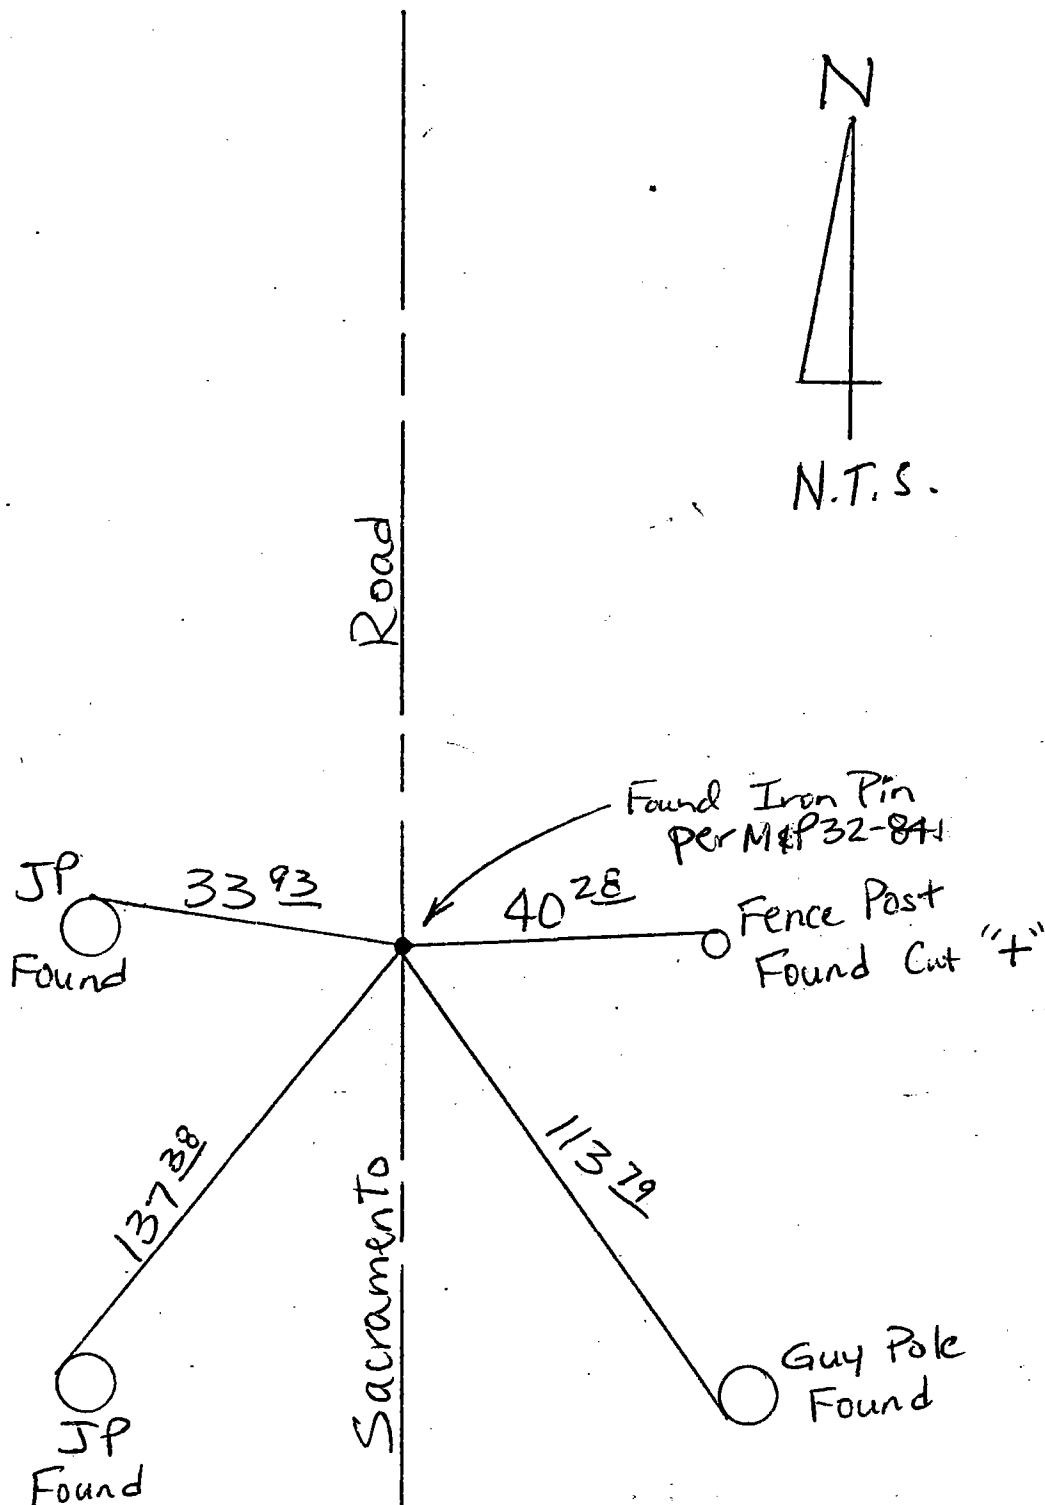 N
N.T.S.
Road
Found Iron Pin
per M&P32-841
JP
Found
33 93
40 28
Fence Post
Found Cut "+"
137 38
113 79
Sacramento
Guy Pole
Found
JP
Found